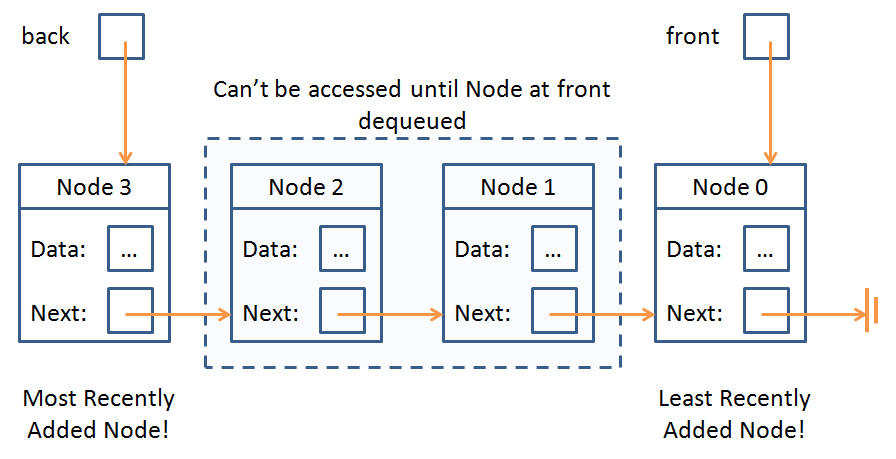 back
front
Can't be accessed until Node at front
dequeued
Node 3
Node 2
Node 1
Node 0
Data: ...
Data: ...
Data: ...
Data: ...
Next:
Next:
Next:
Next:
Most Recently
Added Node!
Least Recently
Added Node!